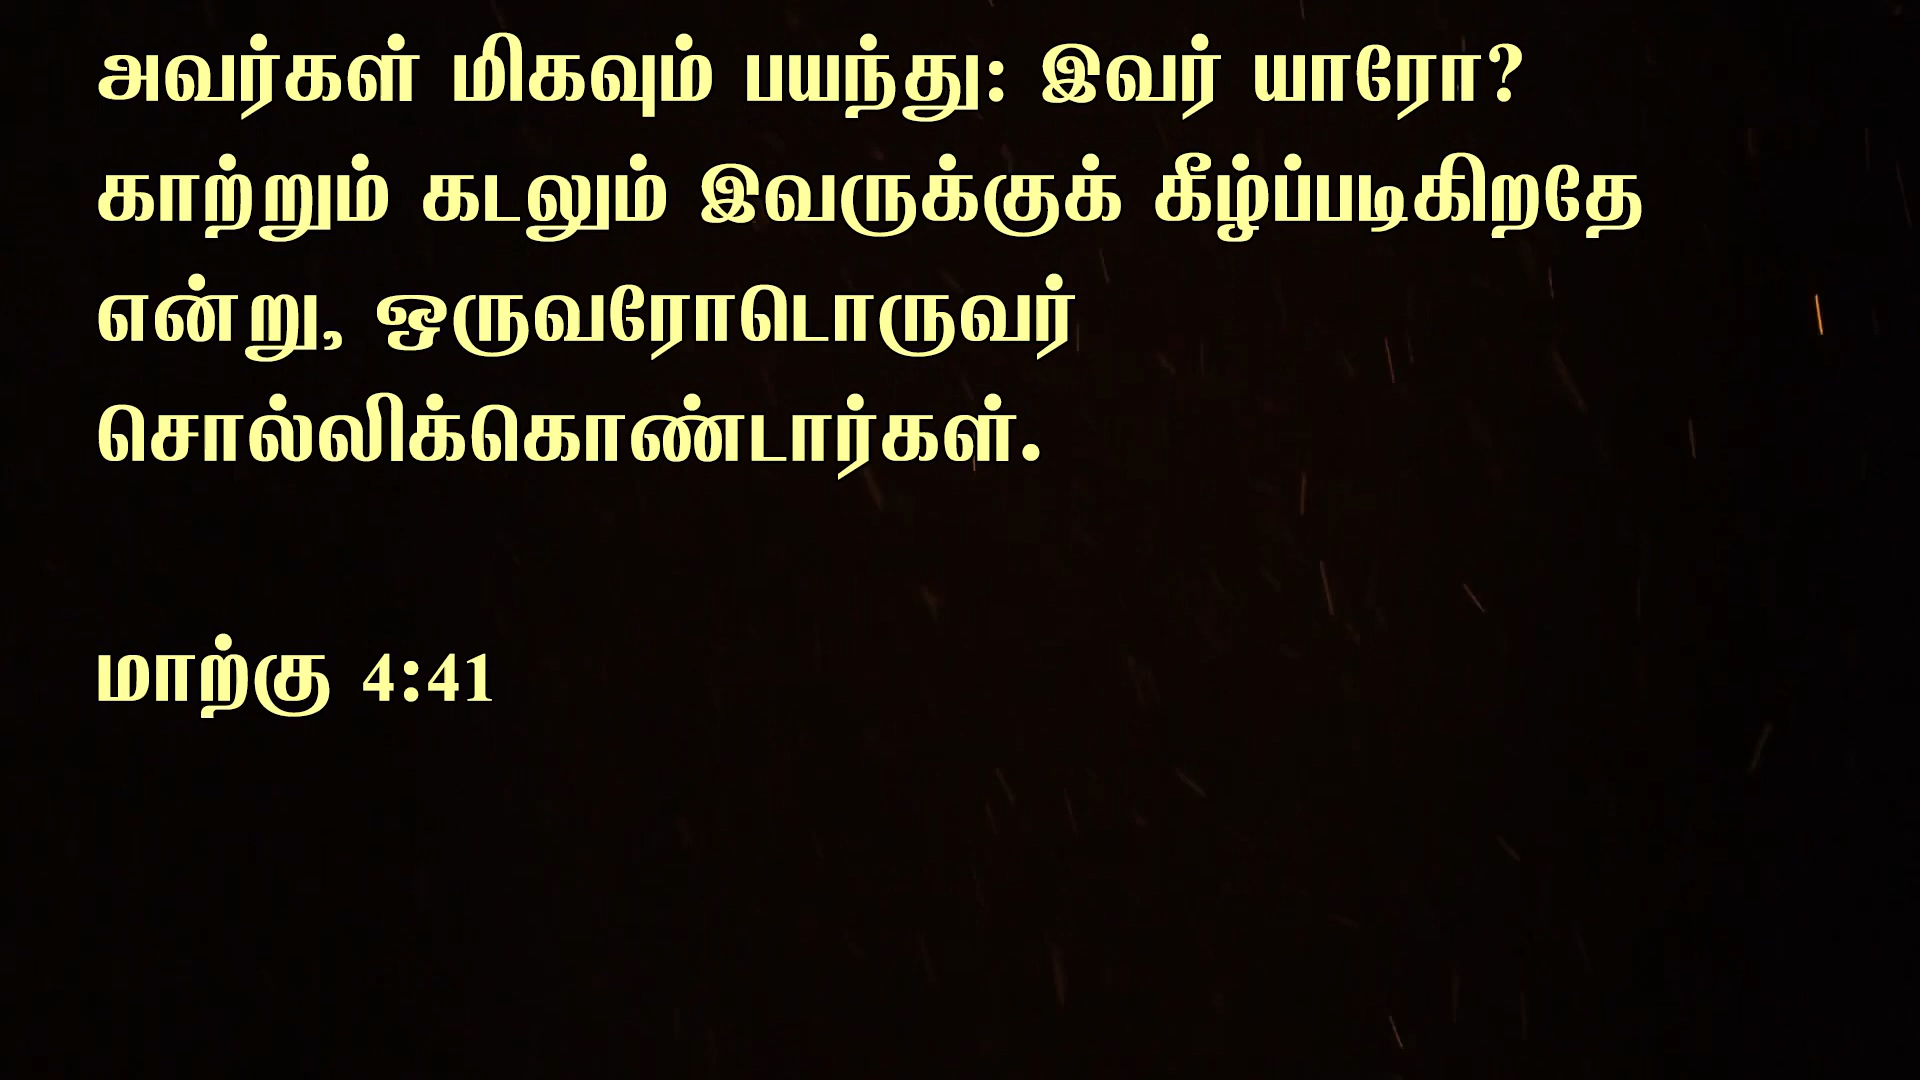 அவர்கள் மிகவும் பயந்து: இவர் யாரோ?
காற்றும் கடலும் இவருக்குக் கீழ்ப்படிகிறதே
என்று, ஒருவரோடொருவர்
சொல்லிக்கொண்டார்கள்.
மாற்கு 4:41